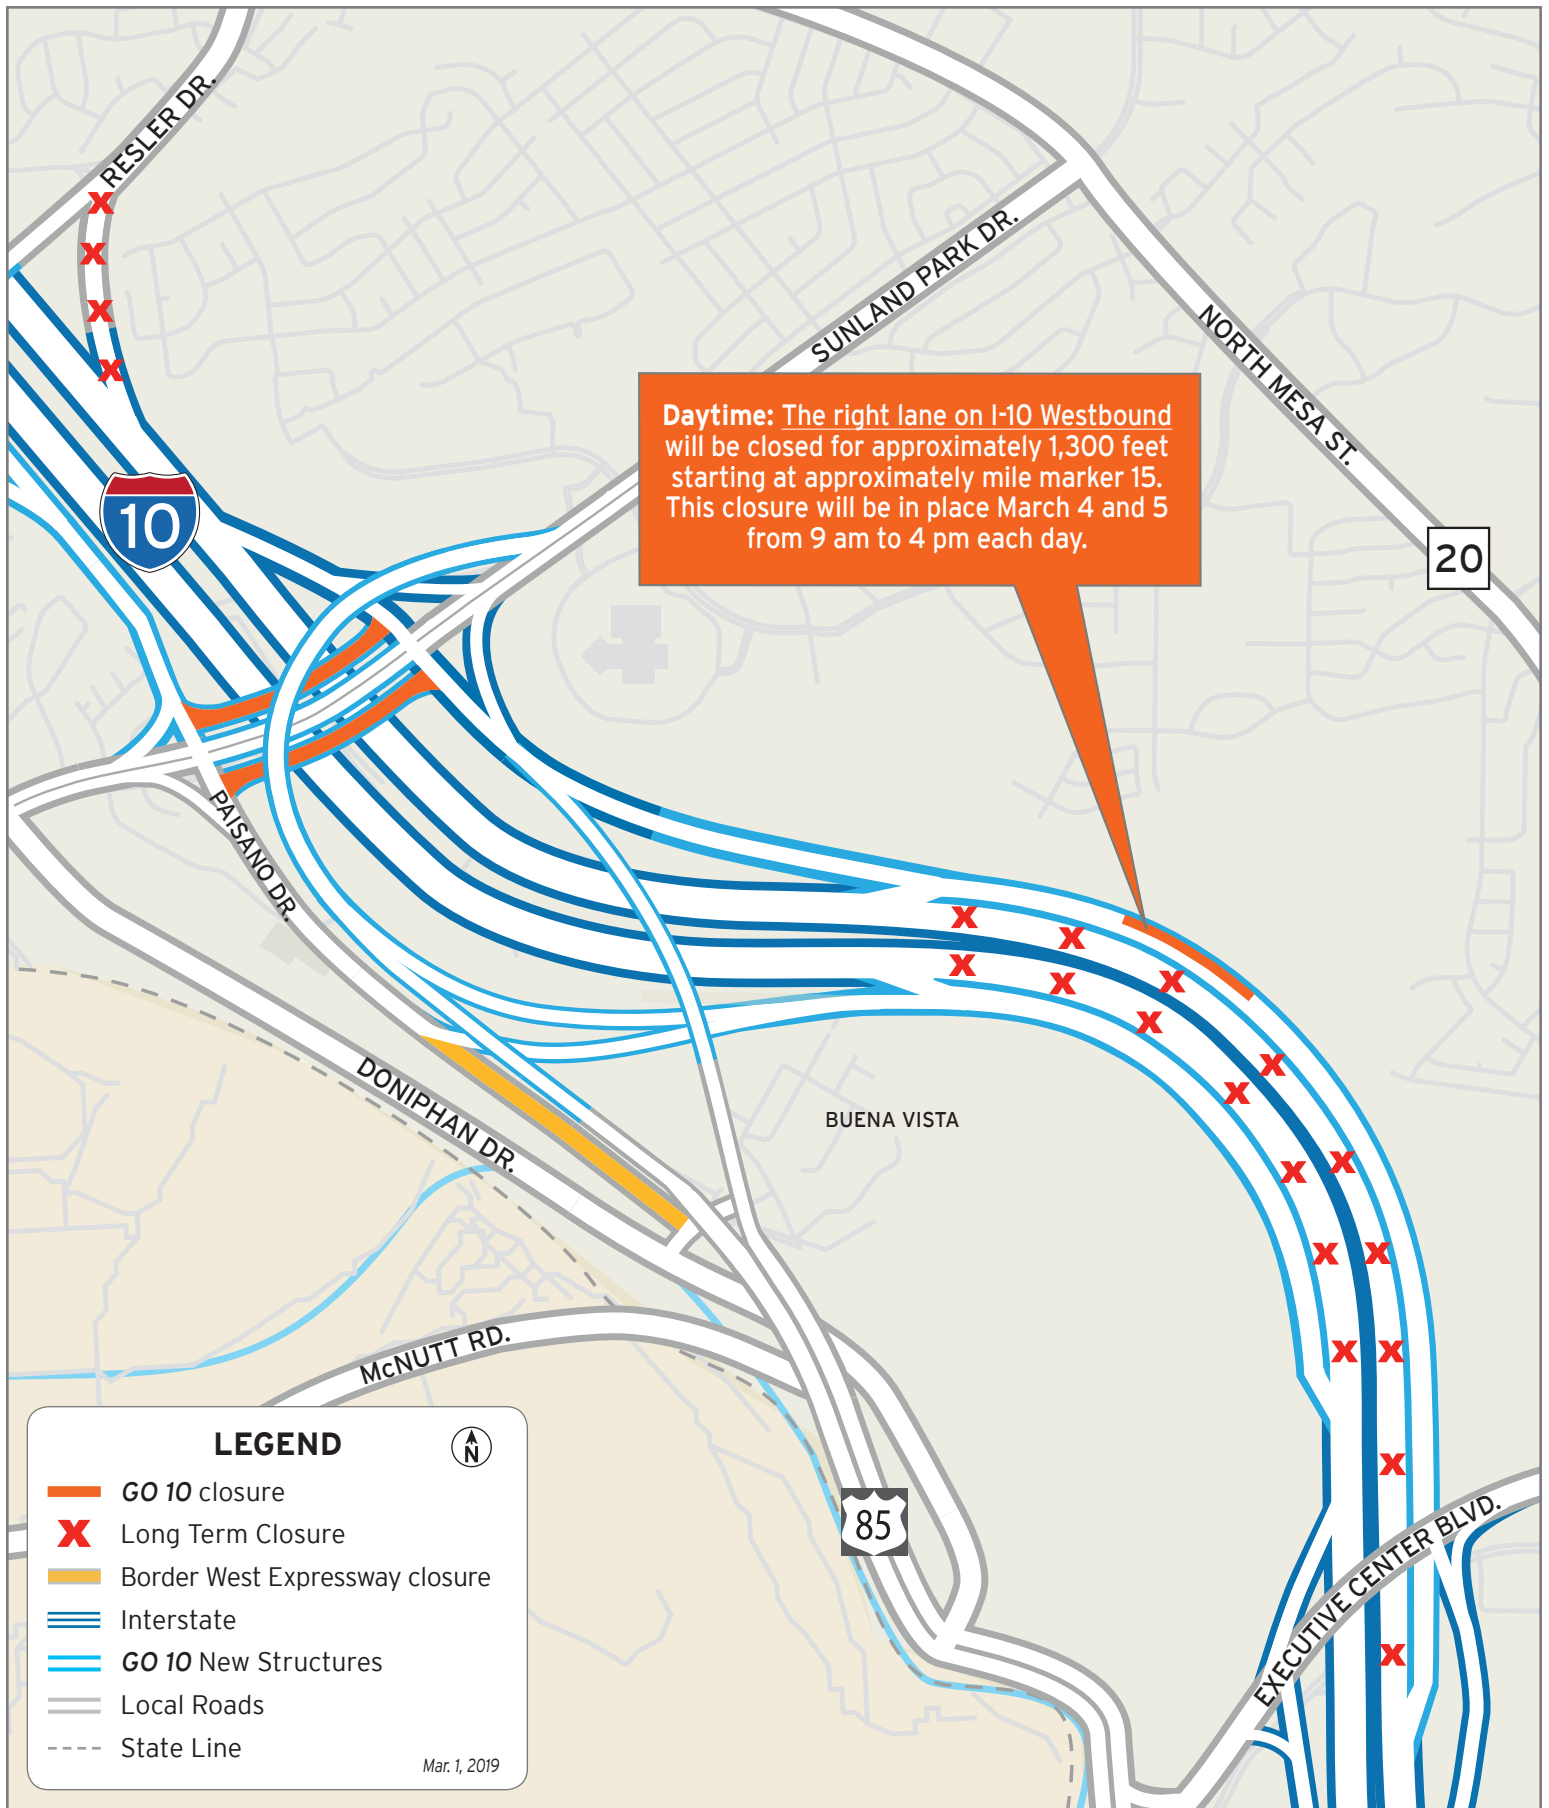 RESLER DR.
SUNLAND PARK DR.
NORTH MESA ST.
Daytime: The right lane on I-10 Westbound
will be closed for approximately 1,300 feet
starting at approximately mile marker 15.
This closure will be in place March 4 and 5
from 9 am to 4 pm each day.
10
20
PAISANO DR.
DONIPHAN DR.
BUENA VISTA
McNUTT RD.
85
EXECUTIVE CENTER BLVD.
LEGEND
N
GO 10 closure
X Long Term Closure
Border West Expressway closure
Interstate
GO 10 New Structures
Local Roads
State Line
Mar. 1, 2019